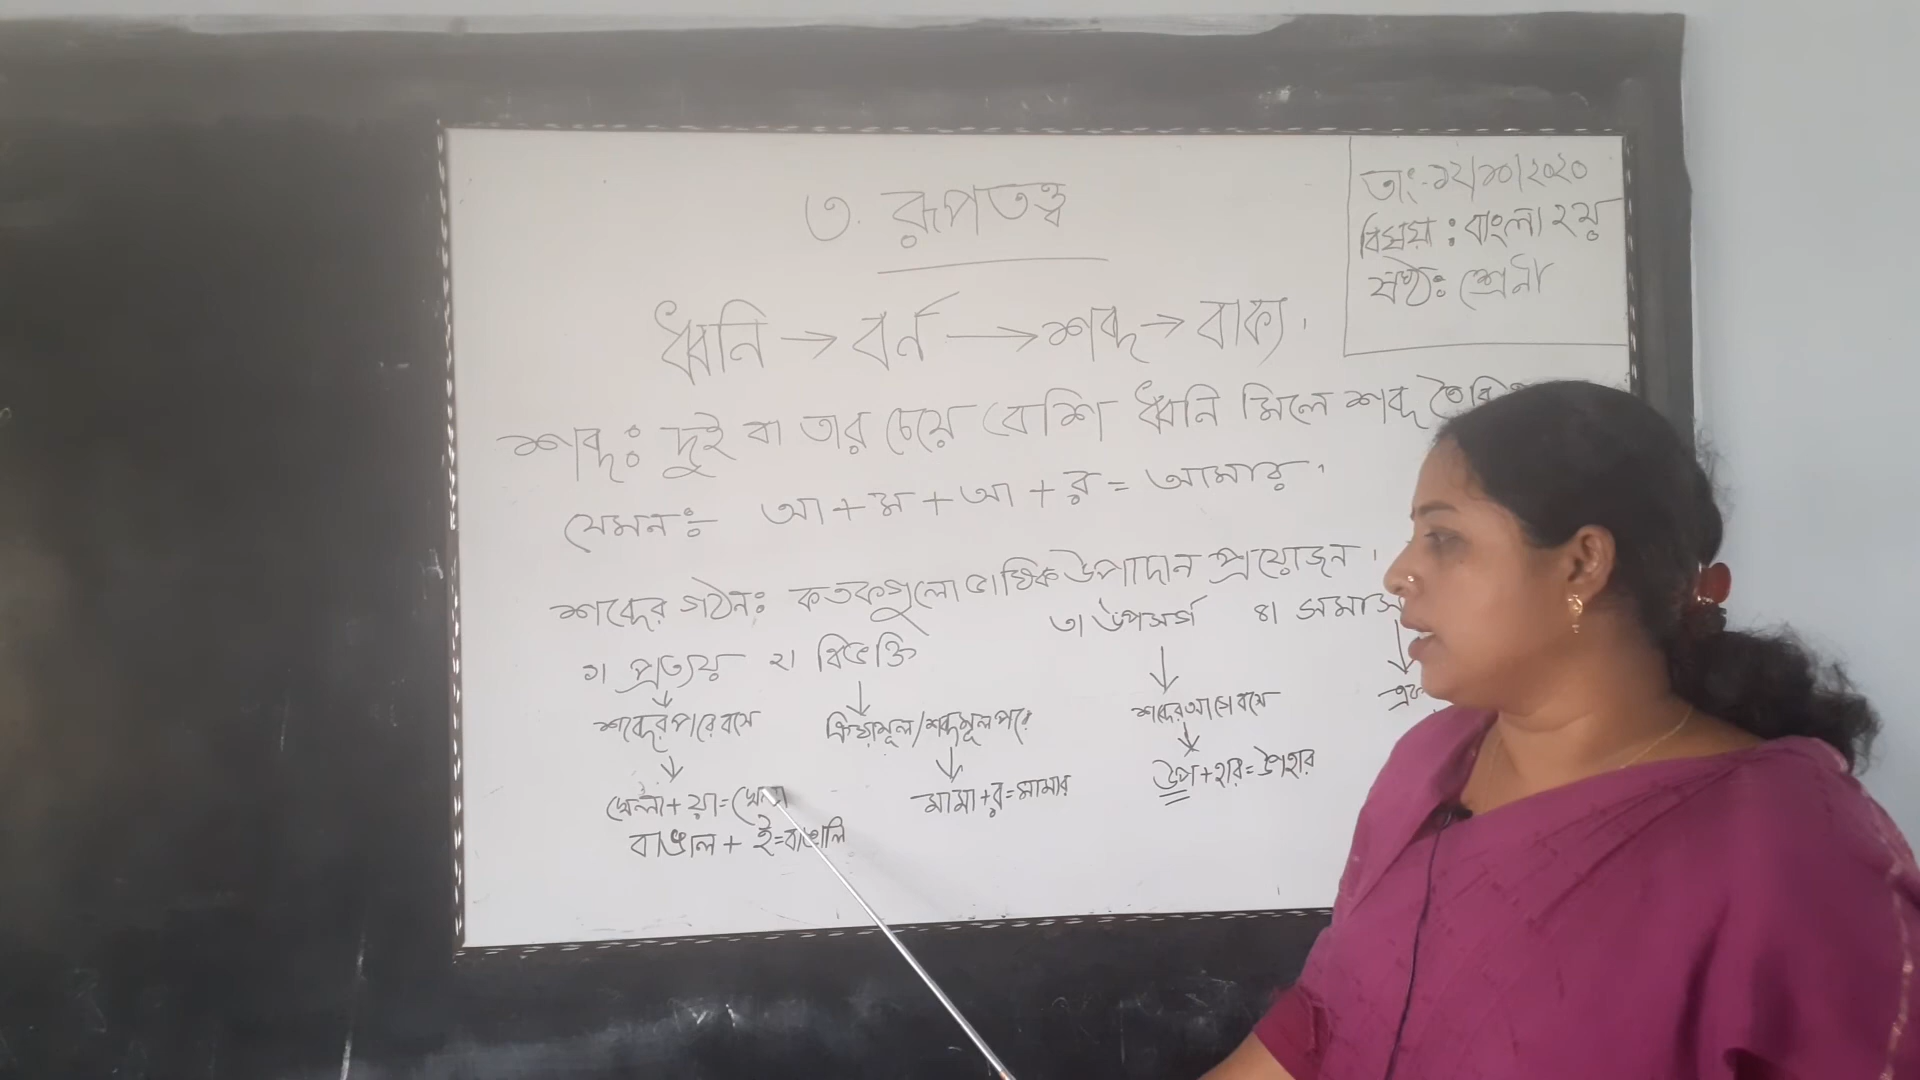 তাং-১২/১০/২০২০
বিষয় : বাংলা ২য়
ষষ্ঠঃ শ্রেনী
৩. রূপতত্ত্ব
ধ্বনি → বর্ন → শব্দ → বাক্য।
শব্দঃ দুই বা তার চেয়ে বেশি ধ্বনি মিলে শব্দ
যেমনঃ- আ + ম + আ + র = আমার।
শব্দের গঠনঃ কতকগুলো ভাষিক উপাদান প্রয়োজন।
১। প্রত্যয় ২। বিভক্তি ৩। উপসর্গ ৪। সমাস
শব্দের পরে বসে ক্রিয়ামূল/শব্দমূল পরে শব্দের আগে বসে
খেলা + য়া = মামা + র = মামার উপ + হার = উপহার
বাঙাল + ই = বাঙালি